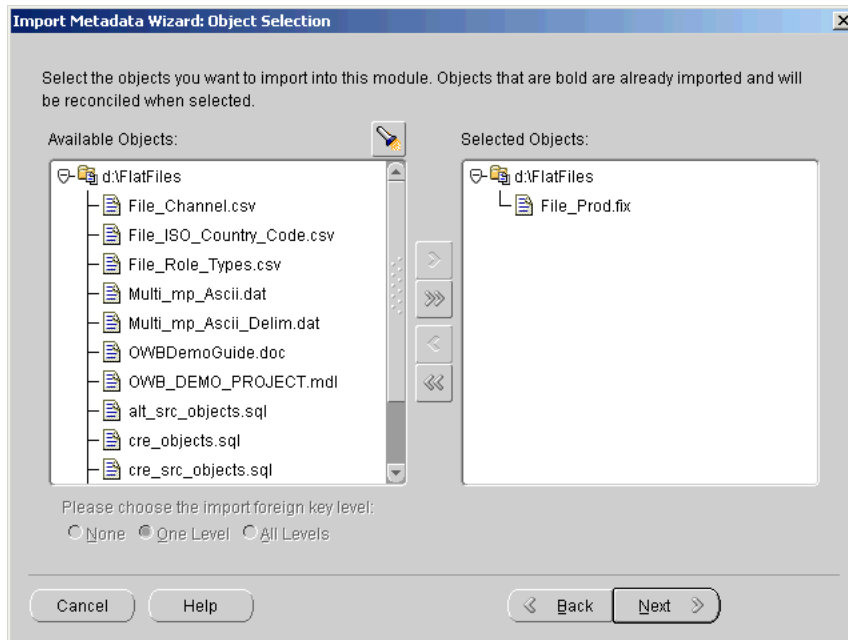 Import Metadata Wizard: Object Selection
Select the objects you want to import into this module. Objects that are bold are already imported and will
be reconciled when selected.
Available Objects:
d:\FlatFiles
File_Channel.csv
File_ISO_Country_Code.csv
File_Role_Types.csv
Multi_mp_Ascii.dat
Multi_mp_Ascii_Delim.dat
OWBDemoGuide.doc
OWB_DEMO_PROJECT.mdl
alt_src_objects.sql
cre_objects.sql
cre_src_objects.sql
Selected Objects:
d:\FlatFiles
File_Prod.fix
Please choose the import foreign key level:
None One Level All Levels
Cancel Help Back Next